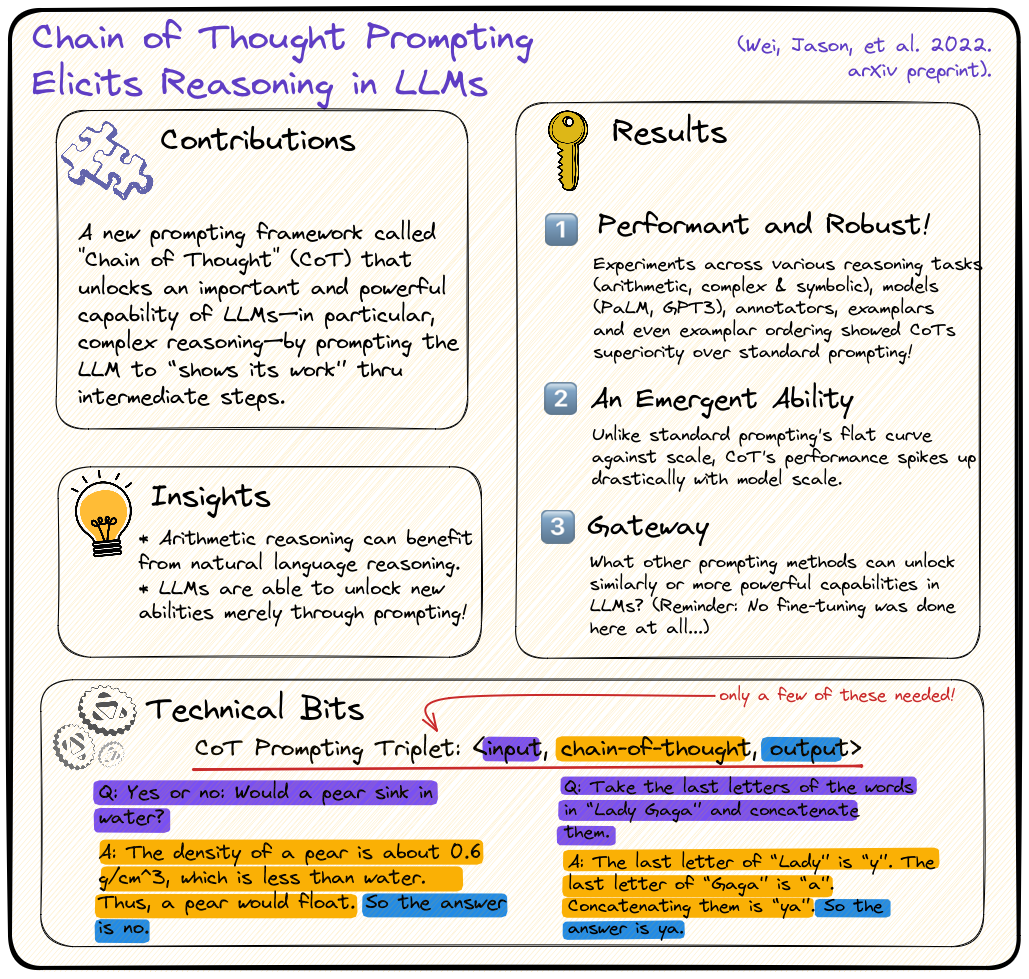 Chain of Thought Prompting
Elicits Reasoning in LLMs
(Wei, Jason, et al. 2022.
arxiv preprint).
Contributions
A new prompting framework called
"Chain of Thought" (CoT) that
unlocks an important and powerful
capability of LLMs—in particular,
complex reasoning—by prompting the
LLM to "shows its work" thru
intermediate steps.
Insights
* Arithmetic reasoning can benefit
from natural language reasoning.
* LLMs are able to unlock new
abilities merely through prompting!
Results
1 Performant and Robust!
Experiments across various reasoning tasks
(arithmetic, complex & symbolic), models
(PaLM, GPT3), annotators, examplars
and even examplar ordering showed CoTs
superiority over standard prompting!
2 An Emergent Ability
Unlike standard prompting's flat curve
against scale, CoT's performance spikes up
drastically with model scale.
3 Gateway
What other prompting methods can unlock
similarly or more powerful capabilities in
LLMs? (Reminder: No fine-tuning was done
here at all...)
Technical Bits
only a few of these needed!
CoT Prompting Triplet: <input, chain-of-thought, output>
Q: Yes or no: Would a pear sink in
water?
A: The density of a pear is about 0.6
g/cm^3, which is less than water.
Thus, a pear would float. So the answer
is no.
Q: Take the last letters of the words
in "Lady Gaga" and concatenate
them.
A: The last letter of "Lady" is "y". The
last letter of "Gaga" is "a".
Concatenating them is "ya". So the
answer is ya.